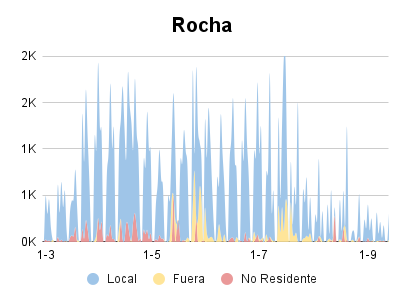 Rocha
2K
2K
1K
1K
0K
1-3 1-5 1-7 1-9
Local Fuera No Residente